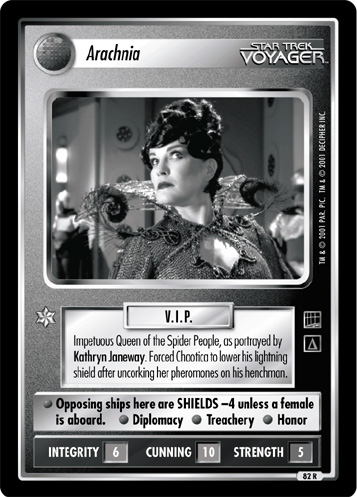 Arachnia
STAR TREK
VOYAGER™
TM & © 2001 PAR. PIC. TM & © 2001 DECIPHER INC.
V.I.P.
Impetuous Queen of the Spider People, as portrayed by
Kathryn Janeway. Forced Chaotica to lower his lightning
shield after uncorking her pheromones on his henchman.
• Opposing ships here are SHIELDS –4 unless a female
is aboard. • Diplomacy • Treachery • Honor
INTEGRITY 6 CUNNING 10 STRENGTH 5
82 R